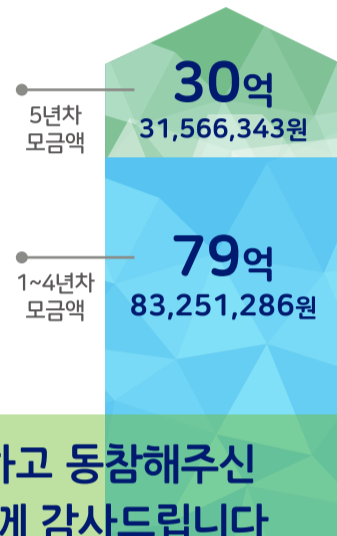 30억
31,566,343원
5년차
모금액
79억
83,251,286원
1~4년차
모금액
하고 동참해주신
께 감사드립니다